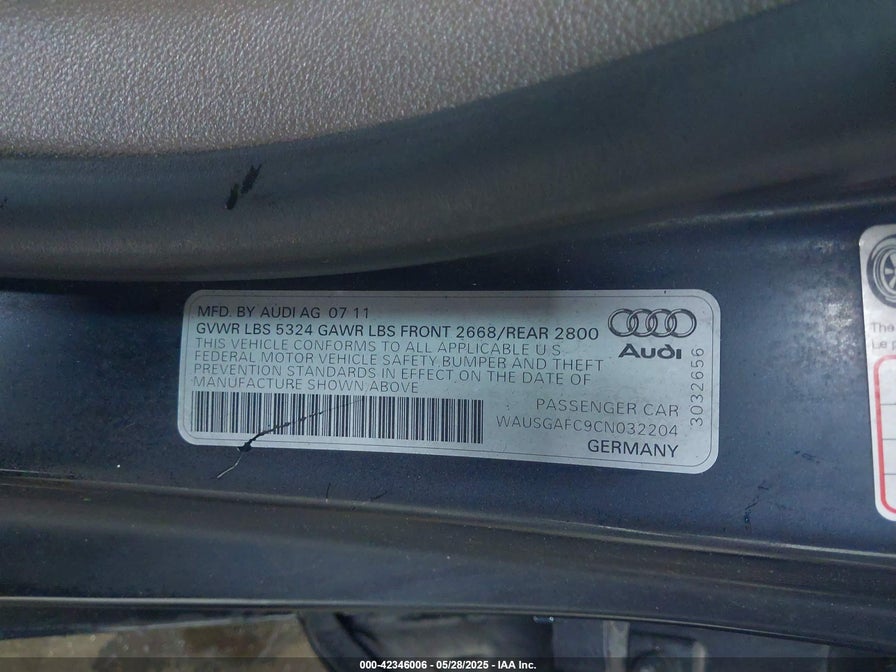 MFD. BY AUDI AG 07 11
GVWR LBS 5324 GAWR LBS FRONT 2668/REAR 2800
THIS VEHICLE CONFORMS TO ALL APPLICABLE U.S.
FEDERAL MOTOR VEHICLE SAFETY, BUMPER AND THEFT
PREVENTION STANDARDS IN EFFECT, ON THE DATE OF
MANUFACTURE SHOWN ABOVE
Audi
3032656
PASSENGER CAR
WAUSGAFC9CN032204
GERMANY
The
Le p
000-42346006 / 05/28/2025 - IAA Inc.